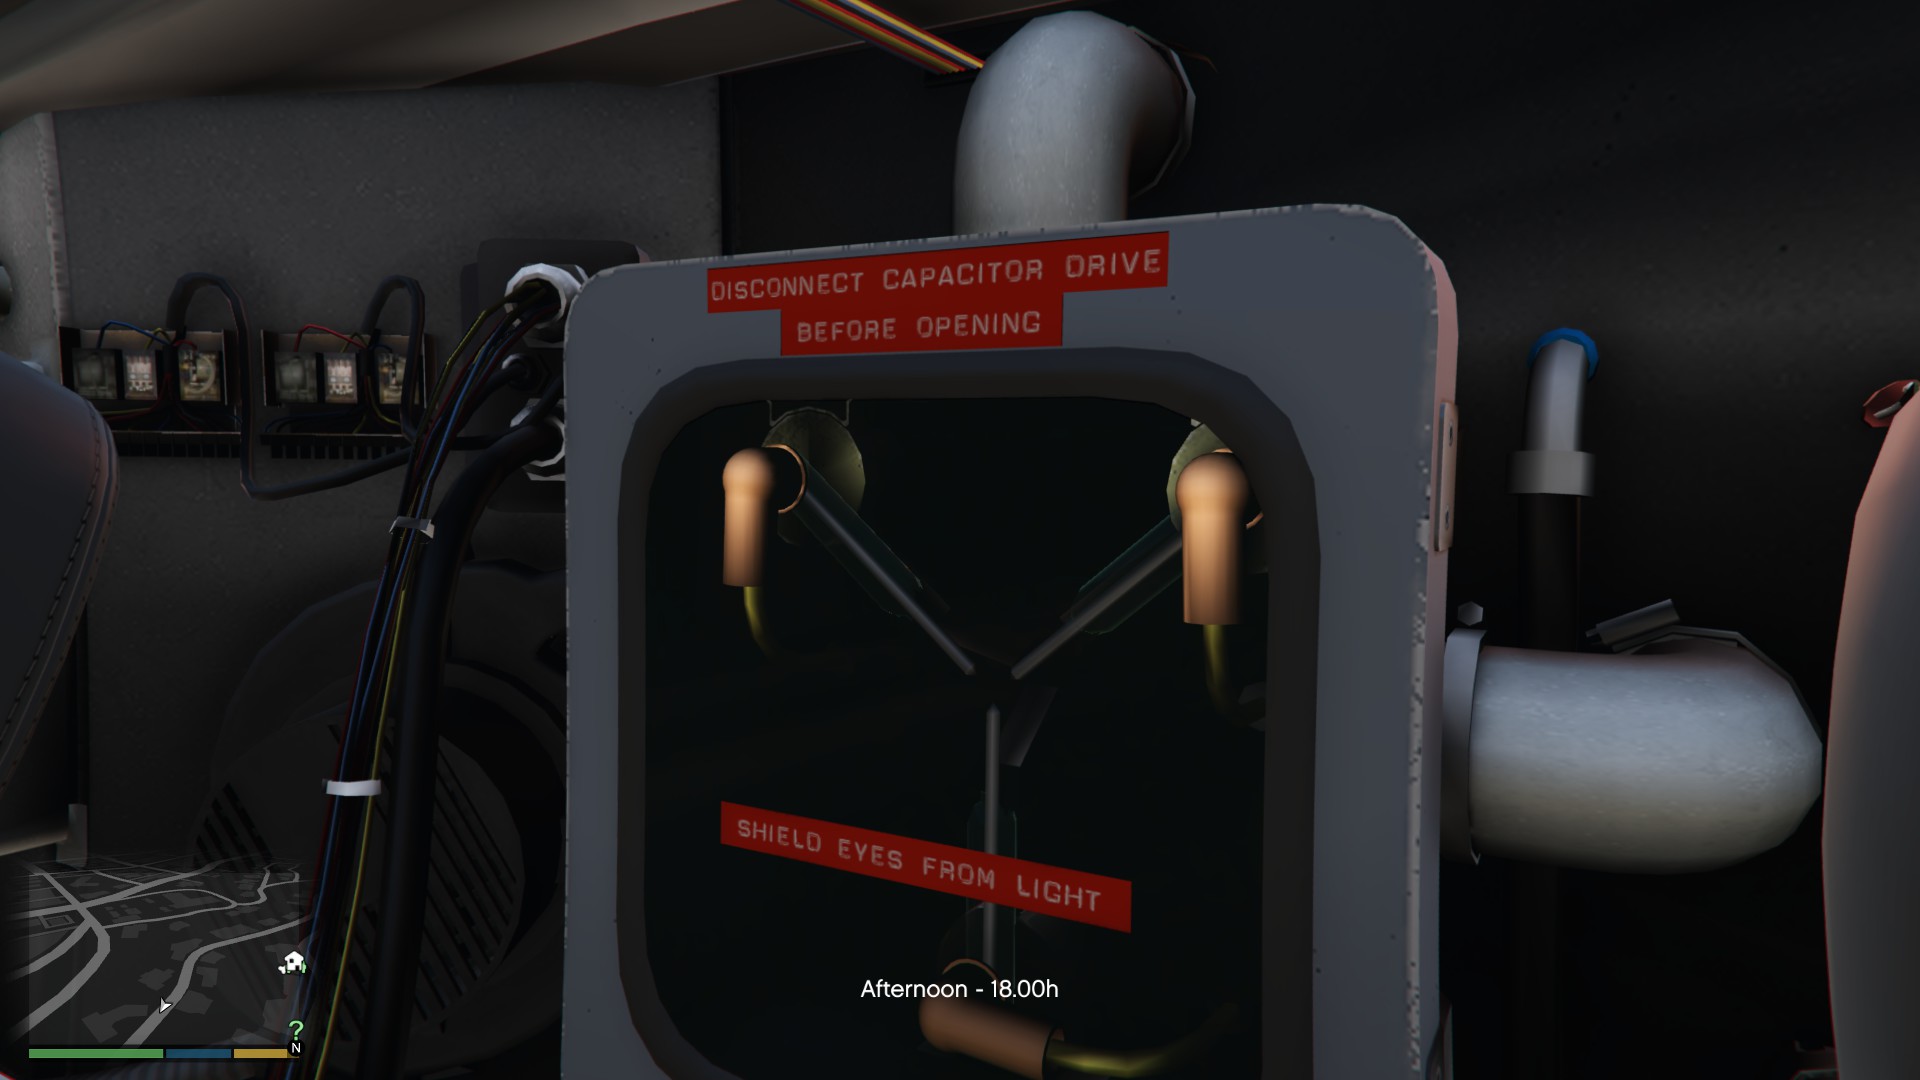 DISCONNECT CAPACITOR DRIVE
BEFORE OPENING
SHIELD EYES FROM LIGHT
Afternoon - 18.00h
?
N